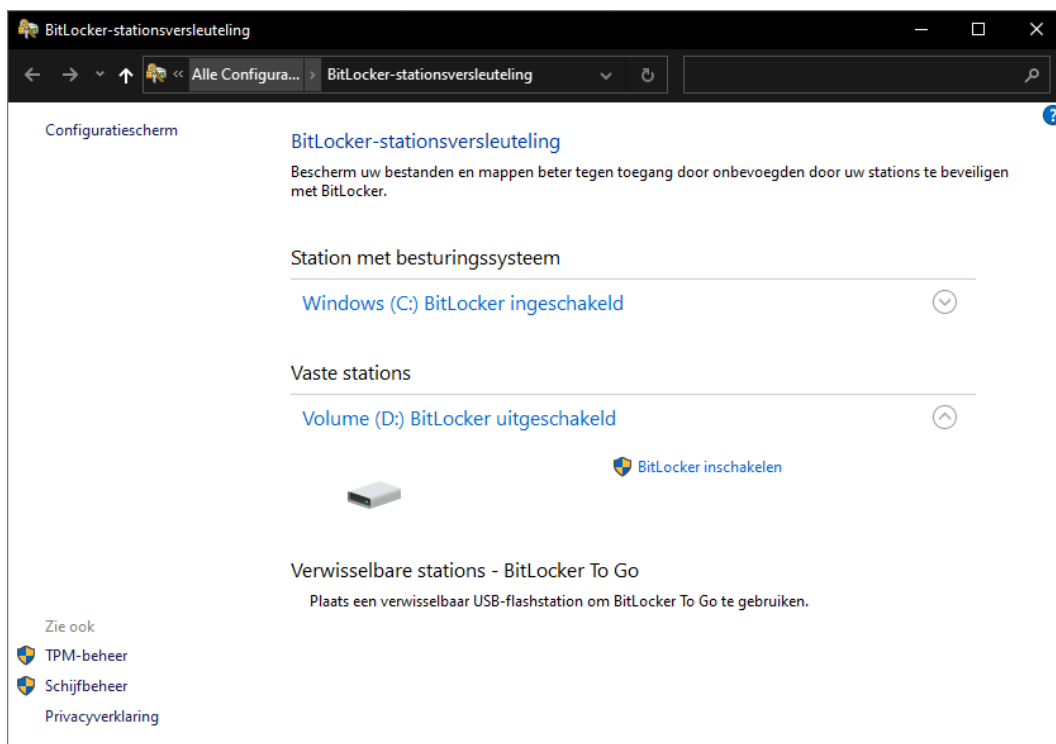 BitLocker-stationsversleuteling
« Alle Configura... > BitLocker-stationsversleuteling
Configuratiescherm
?
BitLocker-stationsversleuteling
Bescherm uw bestanden en mappen beter tegen toegang door onbevoegden door uw stations te beveiligen
met BitLocker.
Station met besturingssysteem
Windows (C:) BitLocker ingeschakeld
Vaste stations
Volume (D:) BitLocker uitgeschakeld
BitLocker inschakelen
Verwisselbare stations - BitLocker To Go
Plaats een verwisselbaar USB-flashstation om BitLocker To Go te gebruiken.
Zie ook
TPM-beheer
Schijfbeheer
Privacyverklaring